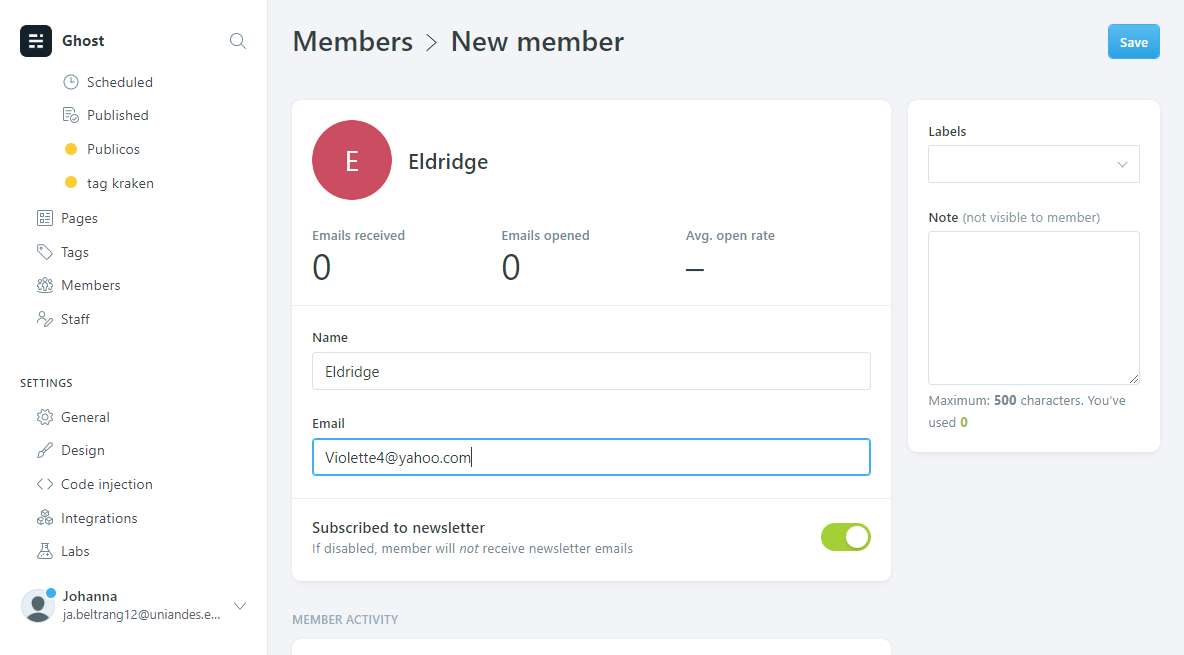 Ghost
Scheduled
Published
Publicos
tag kraken
Pages
Tags
Members
Staff
SETTINGS
General
Design
Code injection
Integrations
Labs
Johanna
ja.beltrang12@uniandes.e...
Members > New member
Save
E
Eldridge
Emails received
0
Emails opened
0
Avg. open rate
–
Name
Eldridge
Email
Violette4@yahoo.com
Subscribed to newsletter
If disabled, member will not receive newsletter emails
MEMBER ACTIVITY
Labels
Note (not visible to member)
Maximum: 500 characters. You’ve
used 0